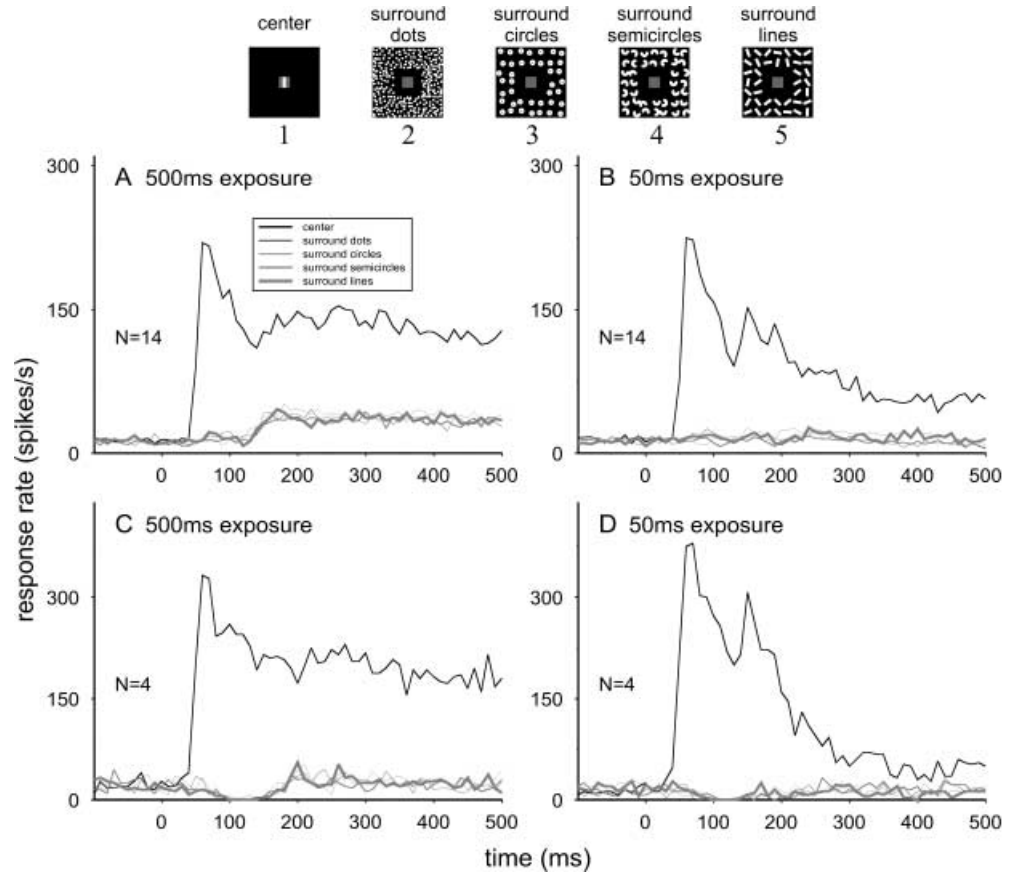 center
surround
dots
surround
circles
surround
semicircles
surround
lines
1
2
3
4
5
A 500ms exposure
B 50ms exposure
300
150
0
center
surround dots
surround circles
surround semicircles
surround lines
N=14
0 100 200 300 400 500
300
150
0
N=14
0 100 200 300 400 500
C 500ms exposure
D 50ms exposure
300
150
0
N=4
0 100 200 300 400 500
300
150
0
N=4
0 100 200 300 400 500
response rate (spikes/s)
time (ms)